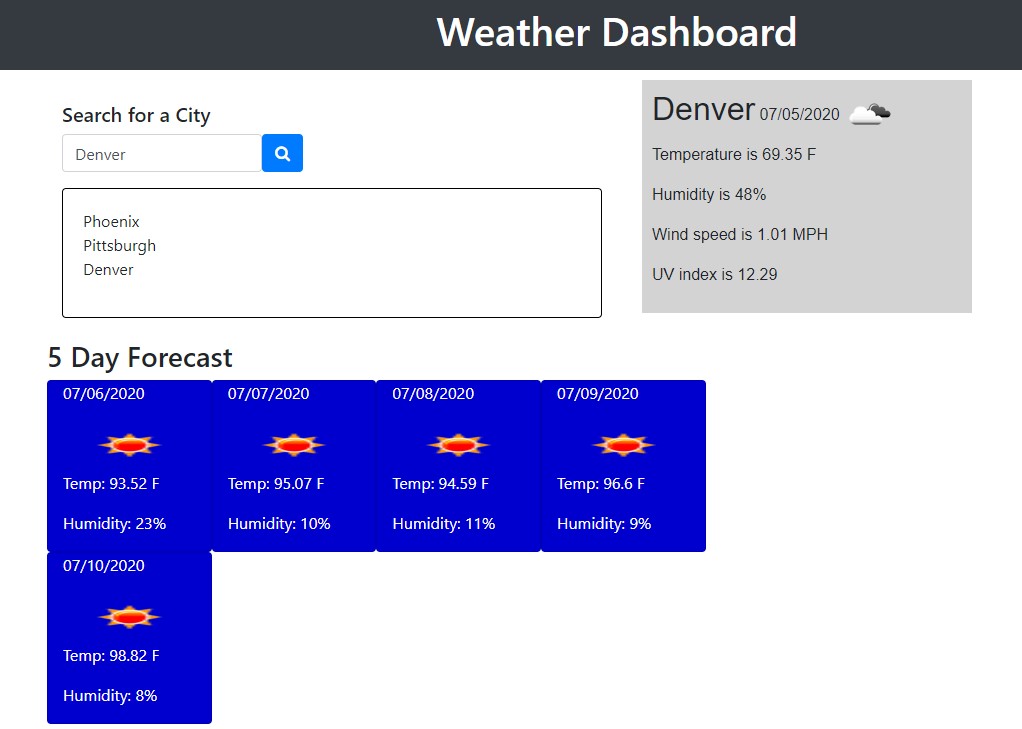 Weather Dashboard
Search for a City
Denver
Phoenix
Pittsburgh
Denver
Denver 07/05/2020
Temperature is 69.35 F
Humidity is 48%
Wind speed is 1.01 MPH
UV index is 12.29
5 Day Forecast
07/06/2020
Temp: 93.52 F
Humidity: 23%
07/07/2020
Temp: 95.07 F
Humidity: 10%
07/08/2020
Temp: 94.59 F
Humidity: 11%
07/09/2020
Temp: 96.6 F
Humidity: 9%
07/10/2020
Temp: 98.82 F
Humidity: 8%